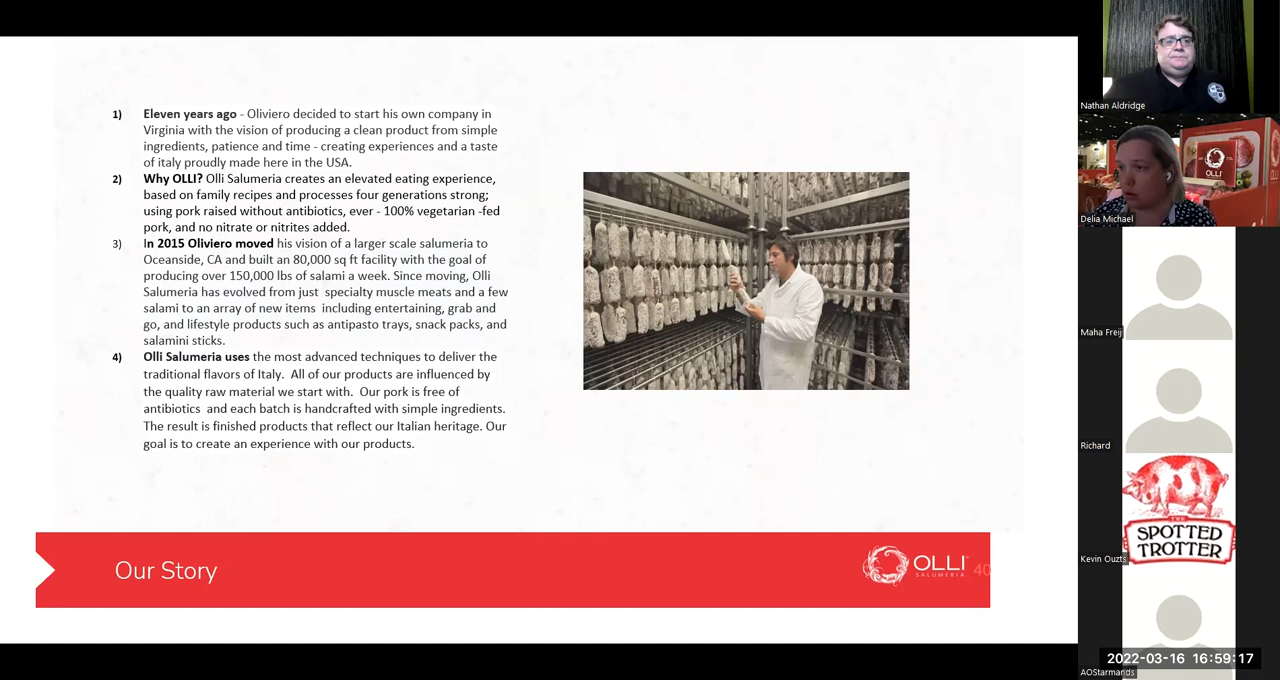 1) Eleven years ago - Oliviero decided to start his own company in
Virginia with the vision of producing a clean product from simple
ingredients, patience and time - creating experiences and a taste
of italy proudly made here in the USA.
2) Why OLLI? Olli Salumeria creates an elevated eating experience,
based on family recipes and processes four generations strong;
using pork raised without antibiotics, ever - 100% vegetarian -fed
pork, and no nitrate or nitrites added.
3) In 2015 Oliviero moved his vision of a larger scale salumeria to
Oceanside, CA and built an 80,000 sq ft facility with the goal of
producing over 150,000 lbs of salami a week. Since moving, Olli
Salumeria has evolved from just specialty muscle meats and a few
salami to an array of new items including entertaining, grab and
go, and lifestyle products such as antipasto trays, snack packs, and
salamini sticks.
4) Olli Salumeria uses the most advanced techniques to deliver the
traditional flavors of Italy. All of our products are influenced by
the quality raw material we start with. Our pork is free of
antibiotics and each batch is handcrafted with simple ingredients.
The result is finished products that reflect our Italian heritage. Our
goal is to create an experience with our products.
Our Story
OLLI
SALUMERIA
40
Nathan Aldridge
OLLI
Delia Michael
Maha Freij
Richard
THE
SPOTTED
TROTTER
Kevin Ouzts
2022-03-16 16:59:17
AOStarmands